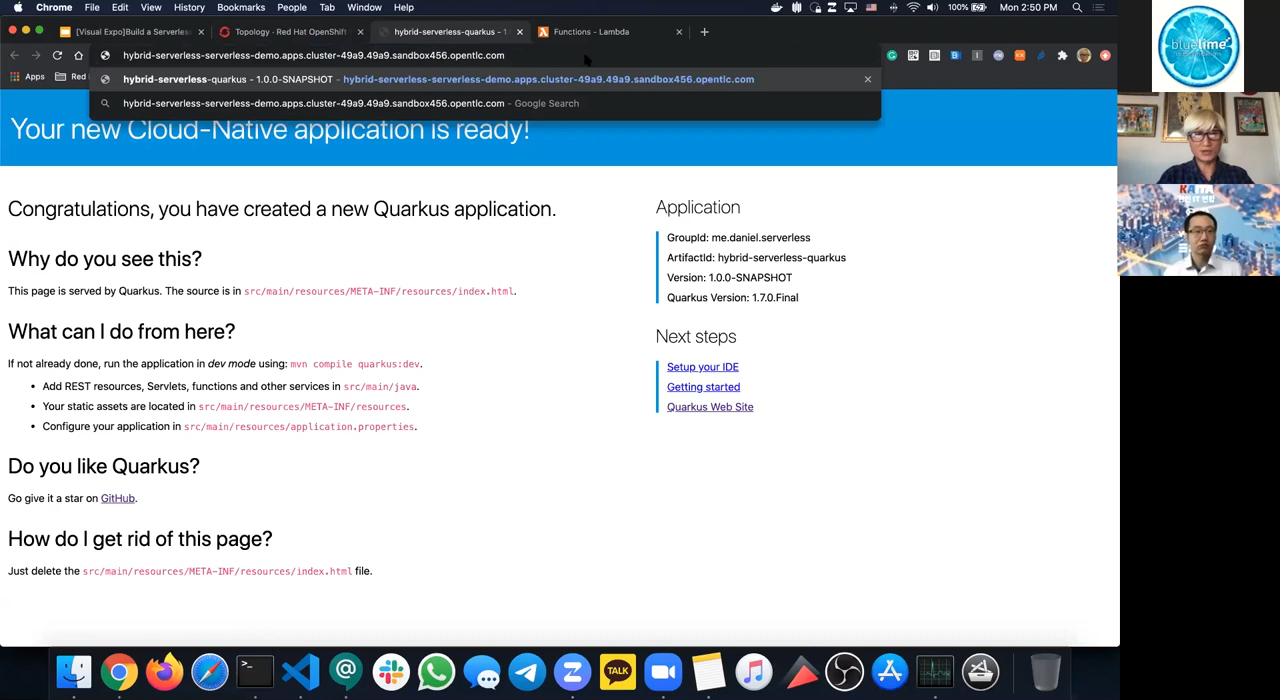 Chrome File Edit View History Bookmarks People Tab Window Help
100% Mon 2:50 PM
[Visual Expo]Build a Serverless
Topology · Red Hat OpenShift
hybrid-serverless-quarkus - 1
Functions - Lambda
hybrid-serverless-serverless-demo.apps.cluster-49a9.49a9.sandbox456.opentlc.com
Apps Red
hybrid-serverless-quarkus - 1.0.0-SNAPSHOT - hybrid-serverless-serverless-demo.apps.cluster-49a9.49a9.sandbox456.opentlc.com
hybrid-serverless-serverless-demo.apps.cluster-49a9.49a9.sandbox456.opentlc.com - Google Search
Your new Cloud-Native application is ready!
Congratulations, you have created a new Quarkus application.
Why do you see this?
This page is served by Quarkus. The source is in src/main/resources/META-INF/resources/index.html.
What can I do from here?
If not already done, run the application in dev mode using: mvn compile quarkus:dev.
• Add REST resources, Servlets, functions and other services in src/main/java.
• Your static assets are located in src/main/resources/META-INF/resources.
• Configure your application in src/main/resources/application.properties.
Do you like Quarkus?
Go give it a star on GitHub.
How do I get rid of this page?
Just delete the src/main/resources/META-INF/resources/index.html file.
Application
GroupId: me.daniel.serverless
ArtifactId: hybrid-serverless-quarkus
Version: 1.0.0-SNAPSHOT
Quarkus Version: 1.7.0.Final
Next steps
Setup your IDE
Getting started
Quarkus Web Site
bluelime
KAITA
TALK